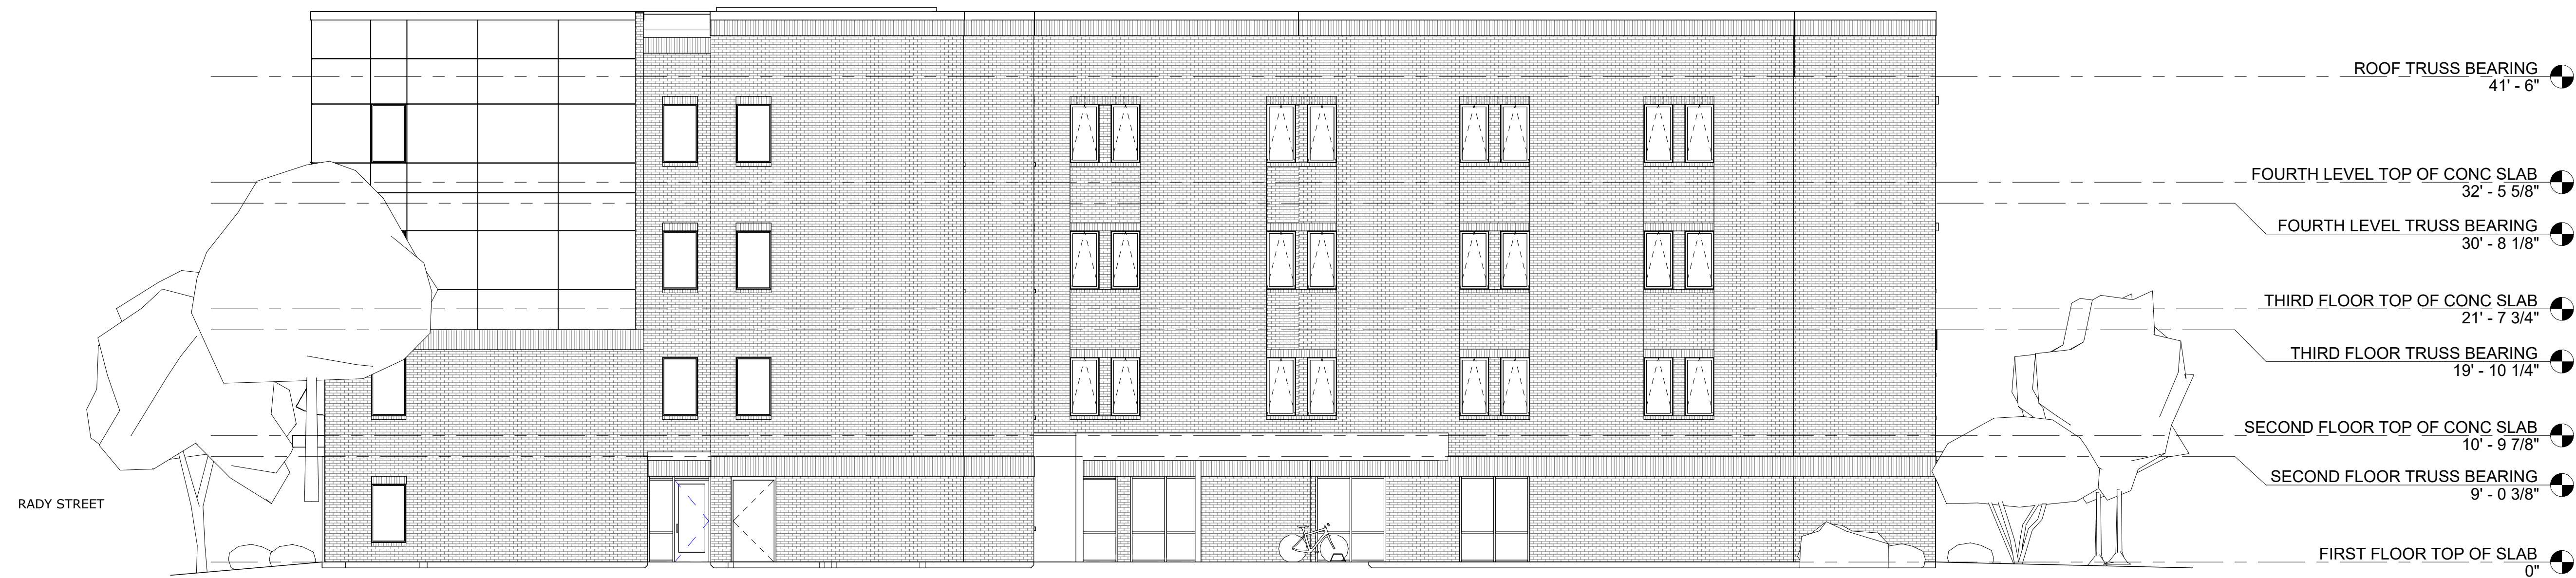 ROOF TRUSS BEARING
41' - 6"
FOURTH LEVEL TOP OF CONC SLAB
32' - 5 5/8"
FOURTH LEVEL TRUSS BEARING
30' - 8 1/8"
THIRD FLOOR TOP OF CONC SLAB
21' - 7 3/4"
THIRD FLOOR TRUSS BEARING
19' - 10 1/4"
SECOND FLOOR TOP OF CONC SLAB
10' - 9 7/8"
SECOND FLOOR TRUSS BEARING
9' - 0 3/8"
RADY STREET
FIRST FLOOR TOP OF SLAB
0"